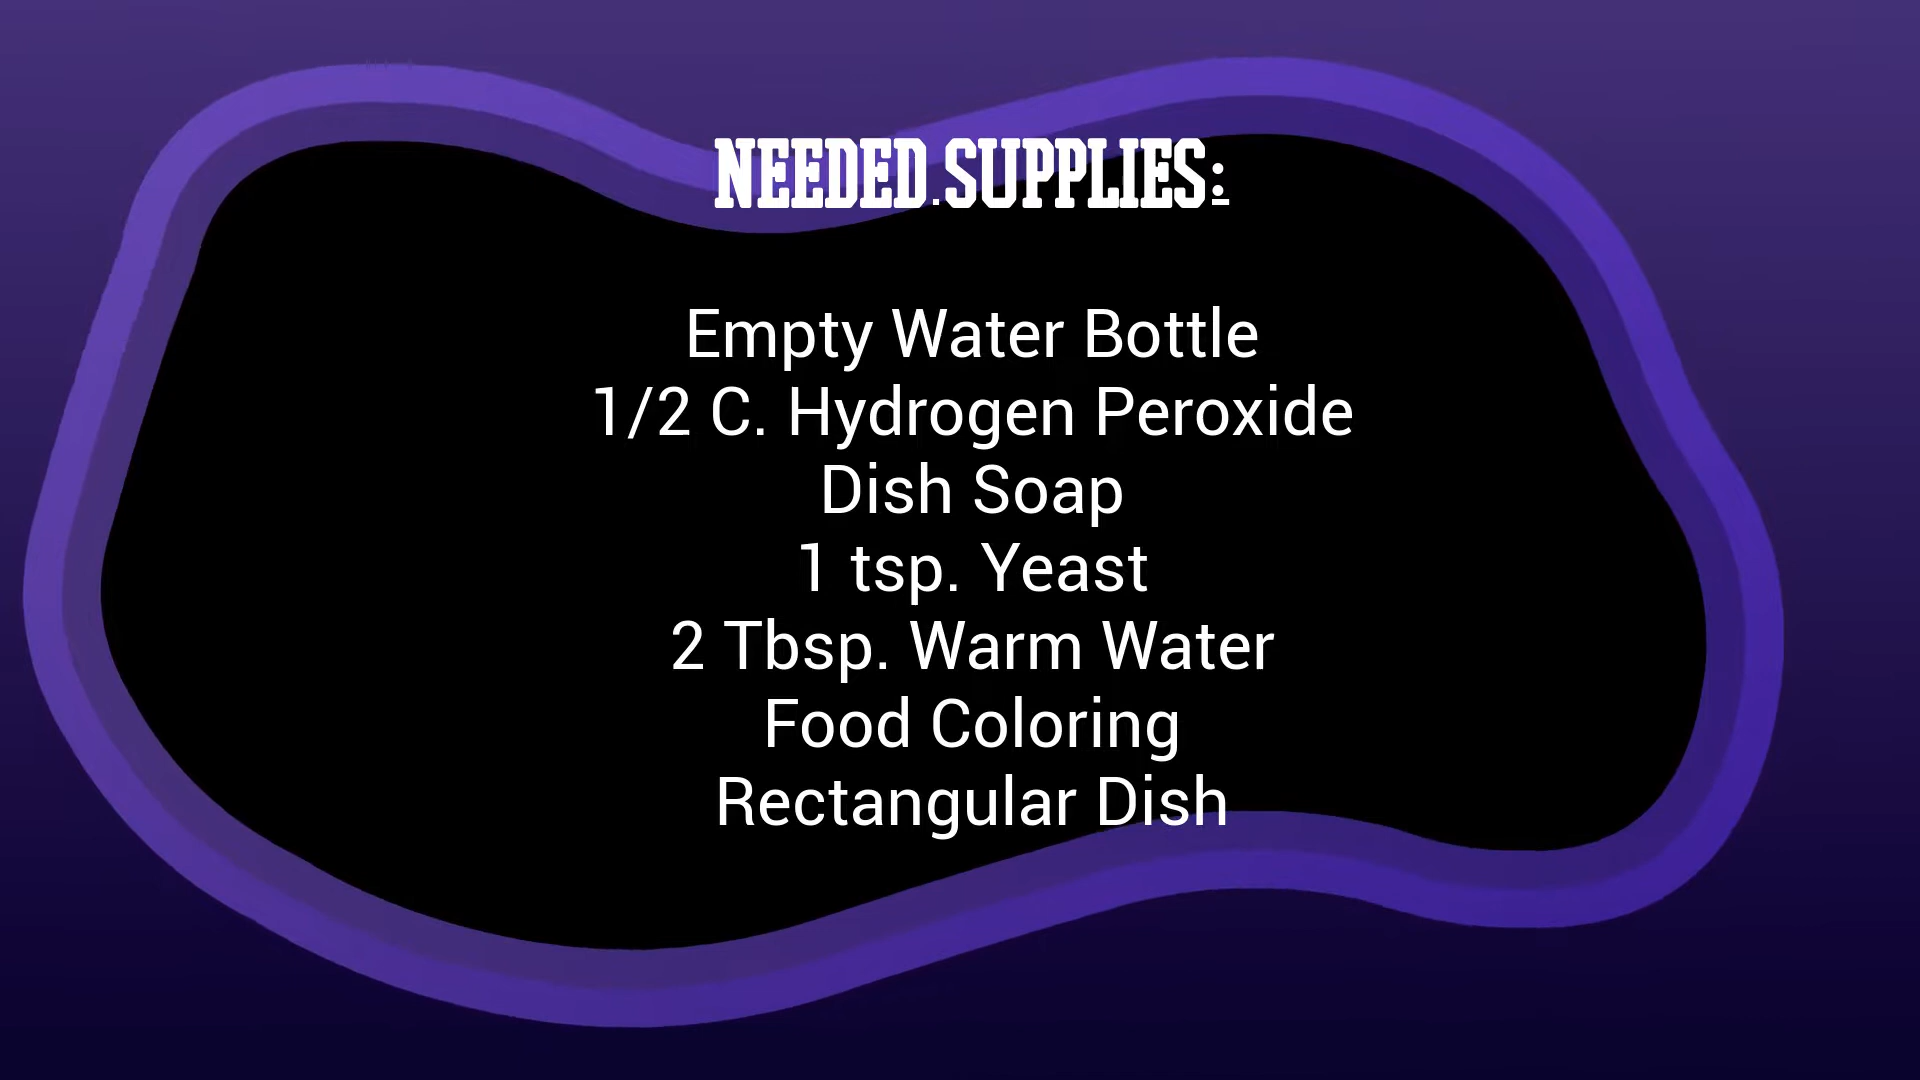 NEEDED SUPPLIES:
Empty Water Bottle
1/2 C. Hydrogen Peroxide
Dish Soap
1 tsp. Yeast
2 Tbsp. Warm Water
Food Coloring
Rectangular Dish